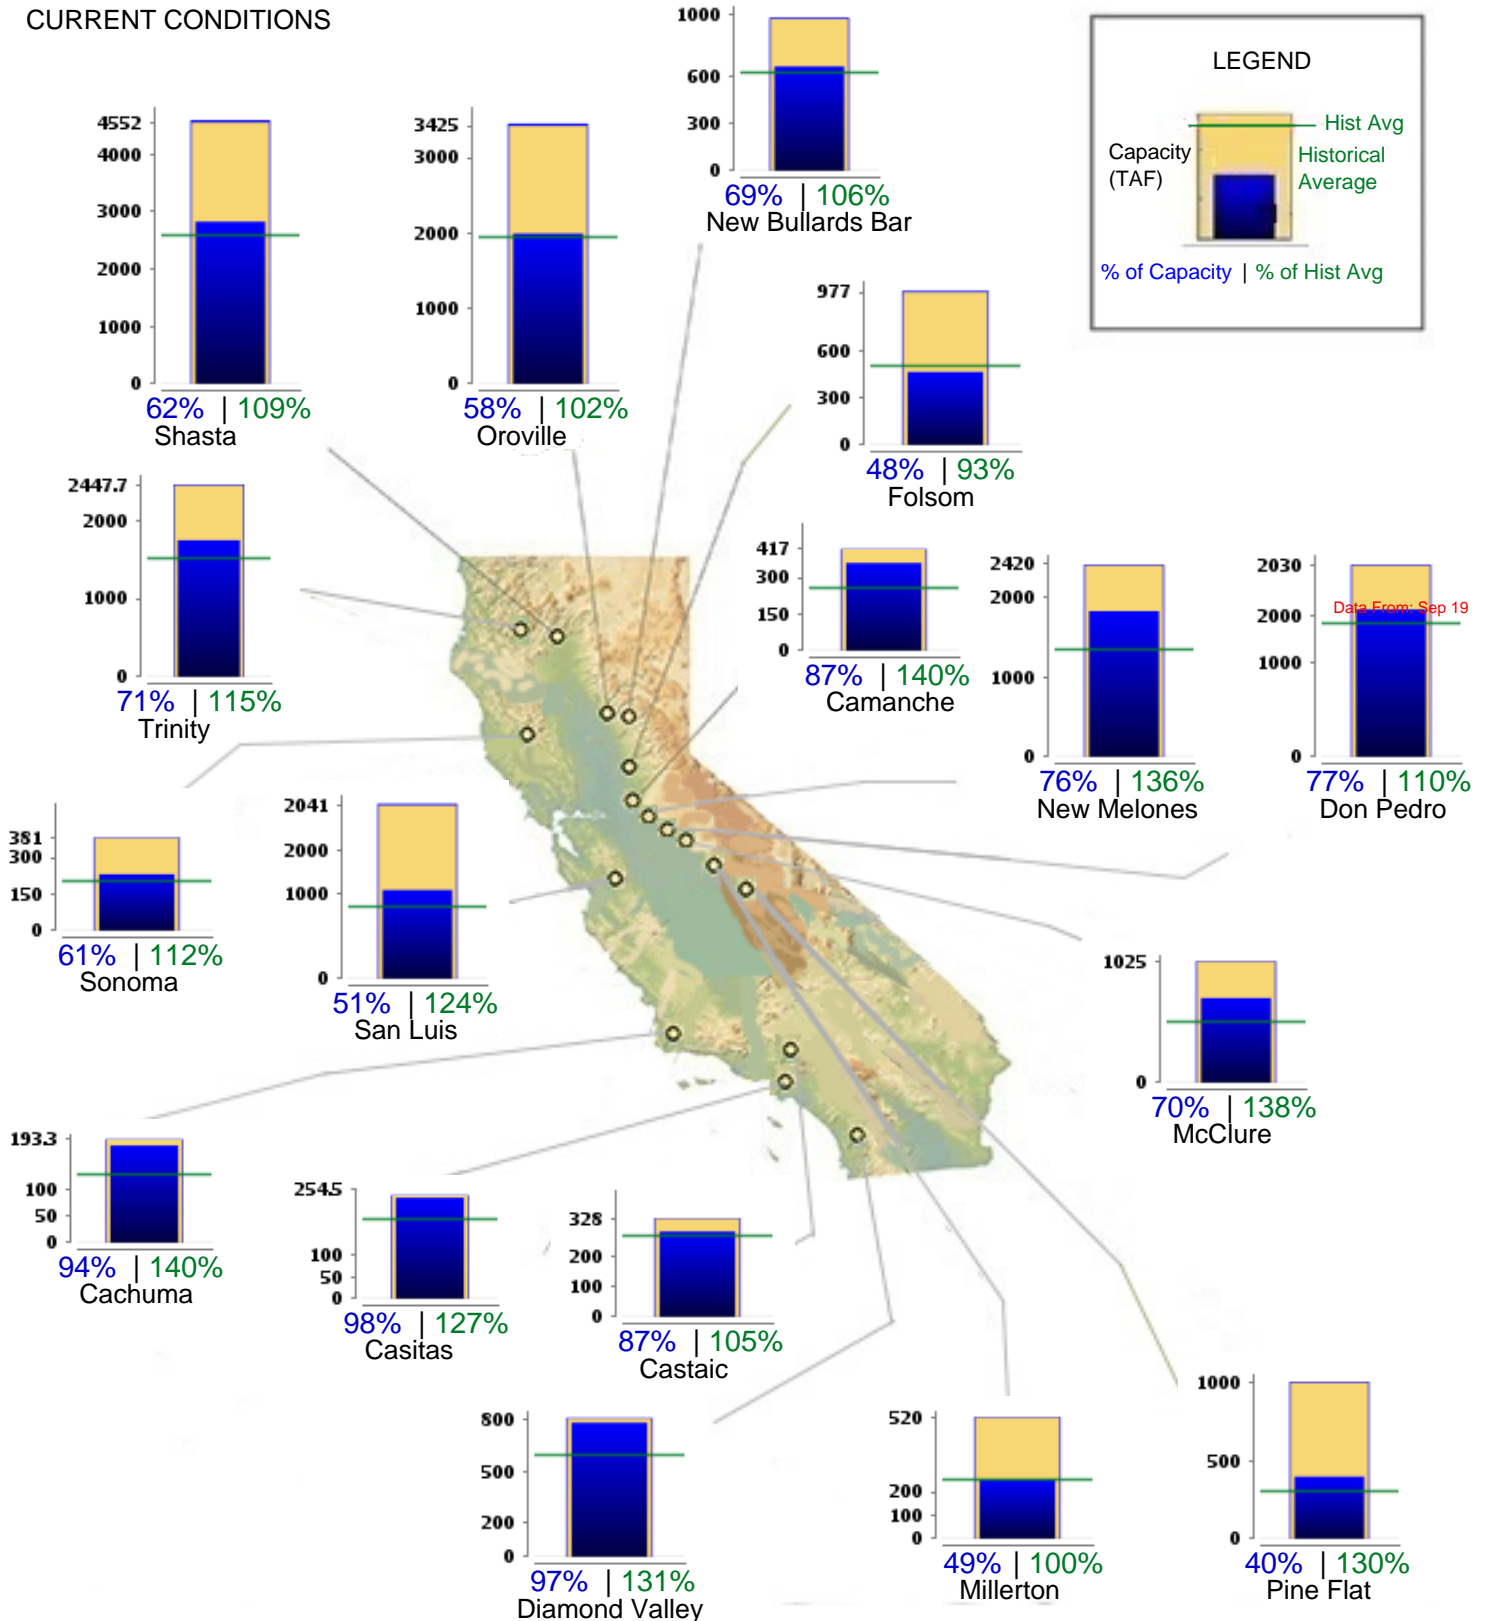 CURRENT CONDITIONS
1000
600
300
0
69% | 106%
New Bullards Bar
LEGEND
Hist Avg
Capacity
(TAF)
Historical
Average
% of Capacity | % of Hist Avg
4552
4000
3000
2000
1000
0
62% | 109%
Shasta
3425
3000
2000
1000
0
58% | 102%
Oroville
977
600
300
0
48% | 93%
Folsom
2447.7
2000
1000
0
71% | 115%
Trinity
417
300
150
0
87% | 140%
Camanche
2420
2000
1000
0
76% | 136%
New Melones
2030
Data From: Sep 19
2000
1000
0
77% | 110%
Don Pedro
381
300
150
0
61% | 112%
Sonoma
2041
2000
1000
0
51% | 124%
San Luis
1025
0
70% | 138%
McClure
193.3
100
50
0
94% | 140%
Cachuma
254.5
100
50
0
98% | 127%
Casitas
328
200
100
0
87% | 105%
Castaic
800
500
200
0
97% | 131%
Diamond Valley
520
200
100
0
49% | 100%
Millerton
1000
500
0
40% | 130%
Pine Flat